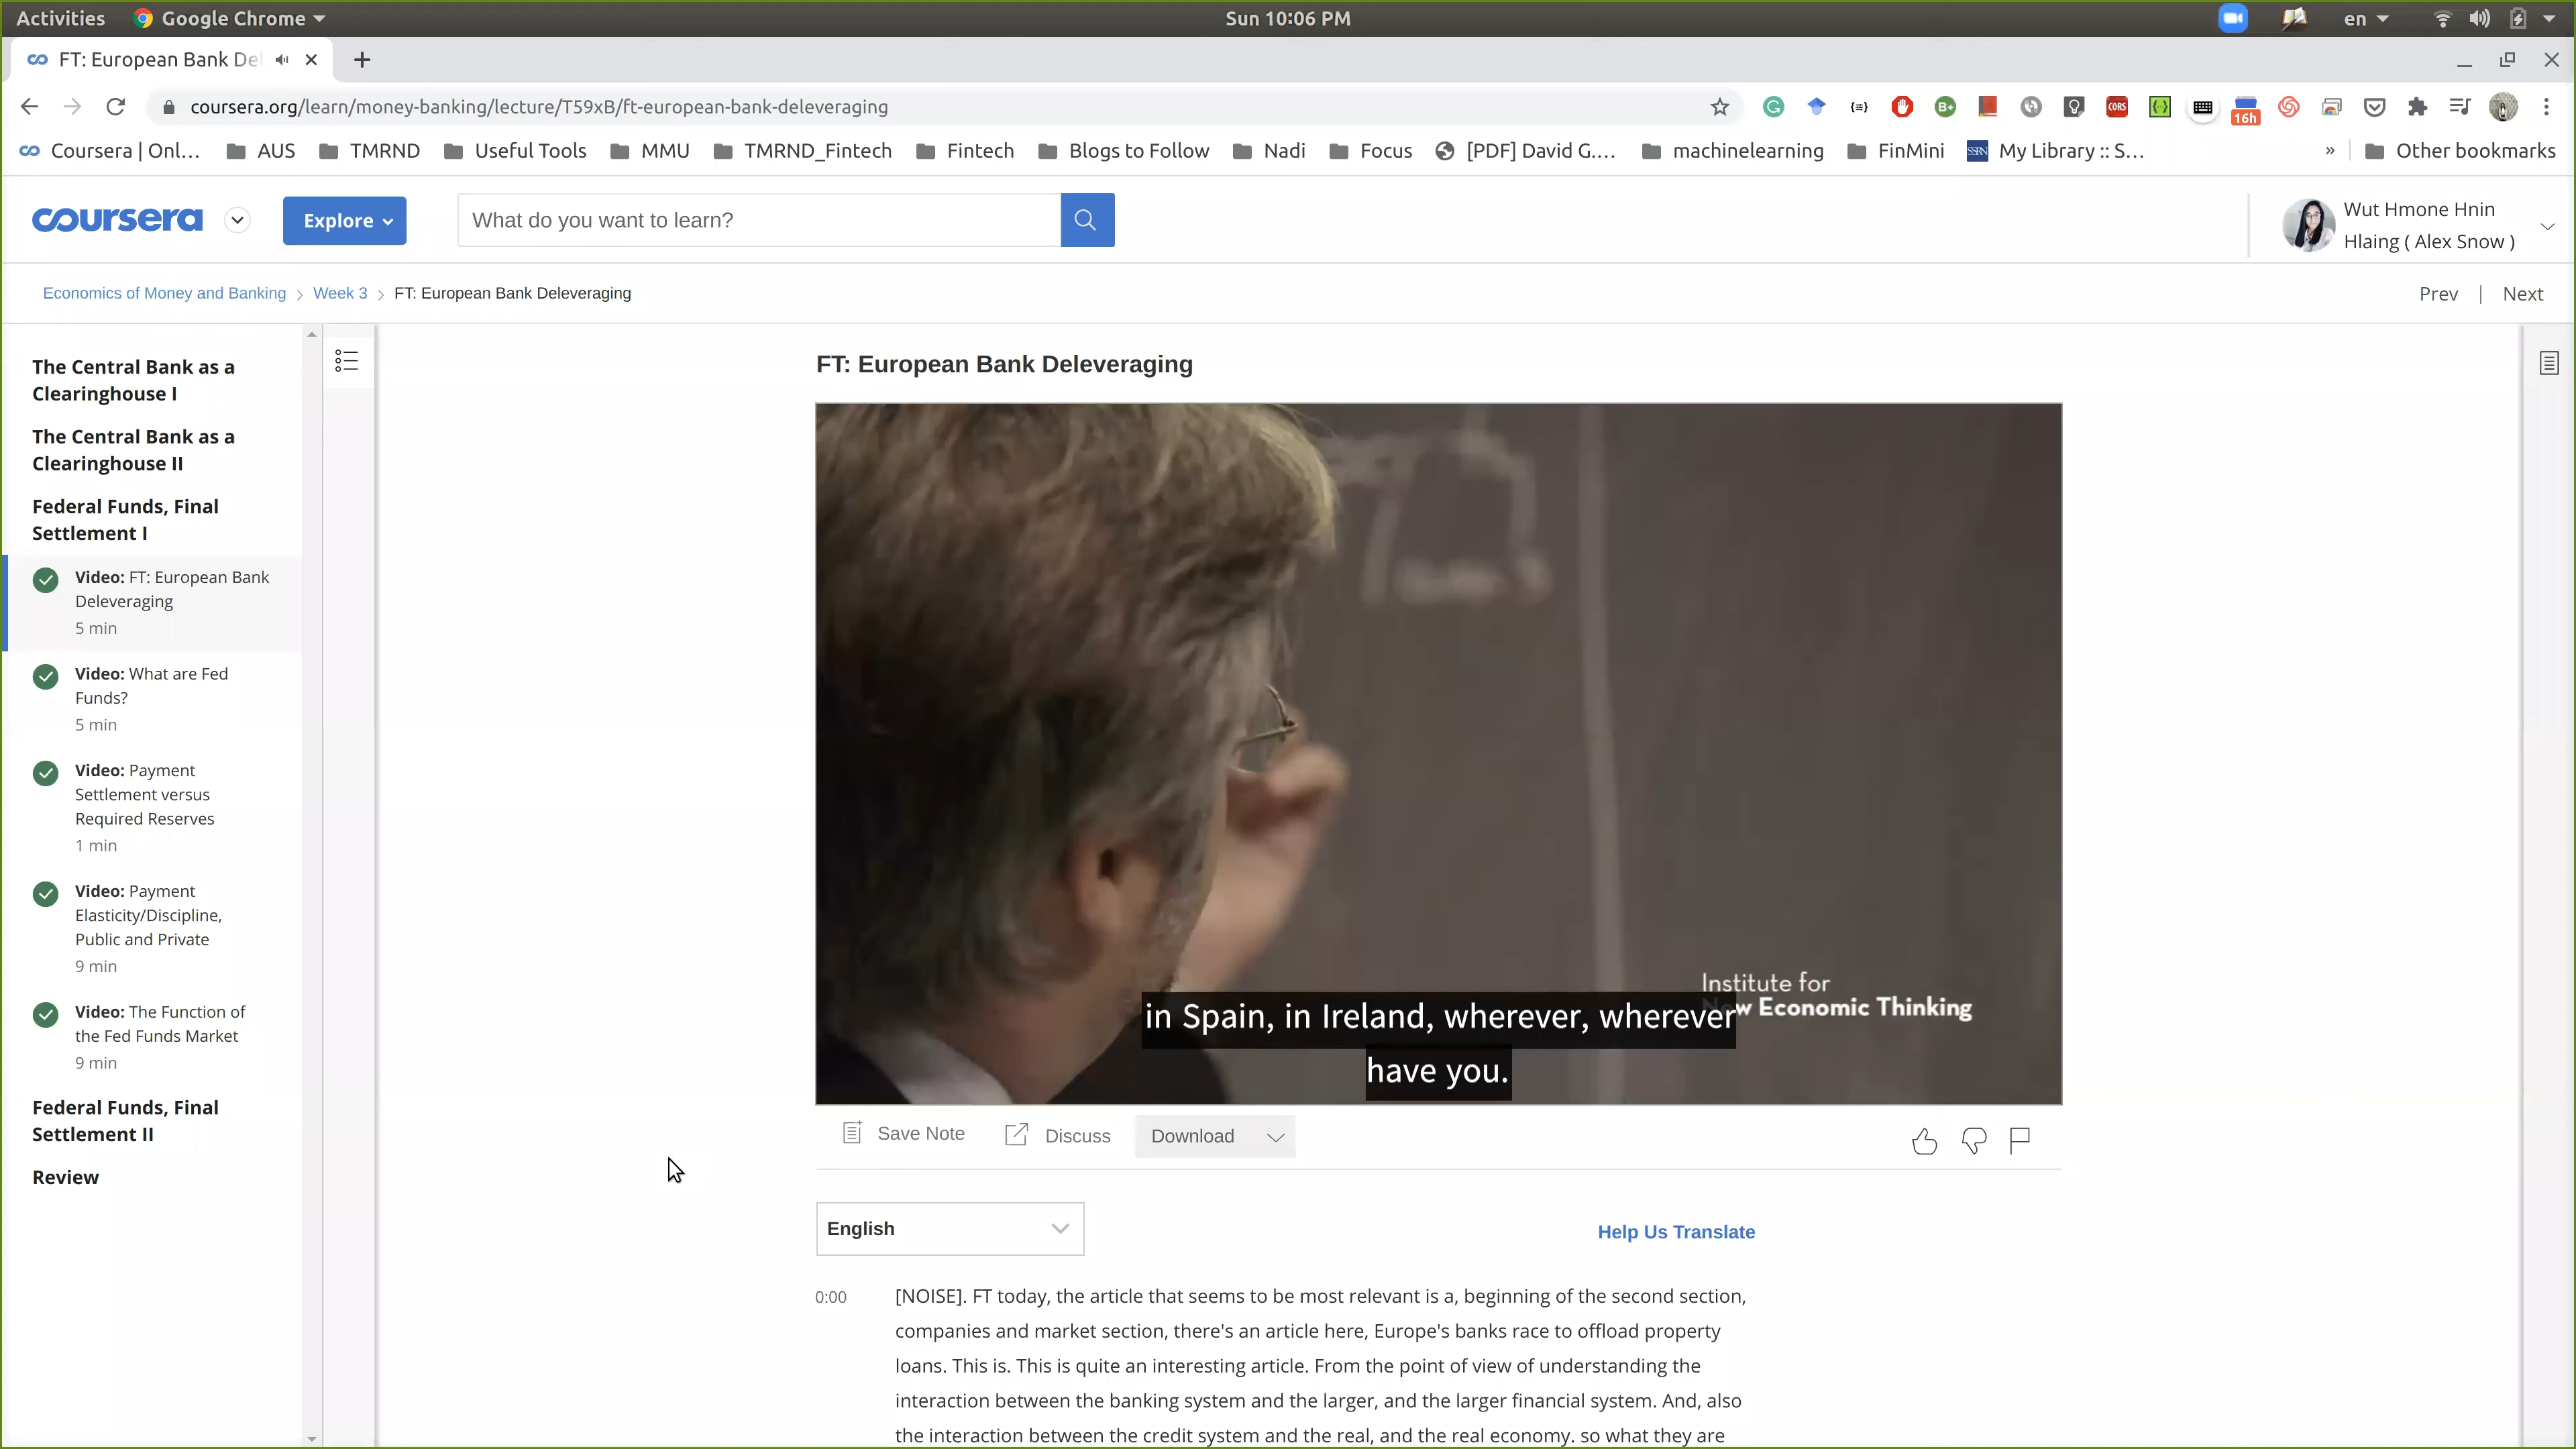 Activities Google Chrome Sun 10:06 PM en
FT: European Bank De
coursera.org/learn/money-banking/lecture/T59xB/ft-european-bank-deleveraging
B+ CORS 16h
Coursera | Onl... AUS TMRND Useful Tools MMU TMRND_Fintech Fintech Blogs to Follow Nadi Focus [PDF] David G.... machinelearning FinMini SSRN My Library :: S... » Other bookmarks
coursera Explore What do you want to learn? Wut Hmone Hnin
Hlaing ( Alex Snow )
Economics of Money and Banking > Week 3 > FT: European Bank Deleveraging Prev | Next
The Central Bank as a
Clearinghouse I
The Central Bank as a
Clearinghouse II
Federal Funds, Final
Settlement I
Video: FT: European Bank
Deleveraging
5 min
Video: What are Fed
Funds?
5 min
Video: Payment
Settlement versus
Required Reserves
1 min
Video: Payment
Elasticity/Discipline,
Public and Private
9 min
Video: The Function of
the Fed Funds Market
9 min
Federal Funds, Final
Settlement II
Review
FT: European Bank Deleveraging
Institute for
New Economic Thinking
in Spain, in Ireland, wherever, wherever
have you.
Save Note Discuss Download
English Help Us Translate
0:00 [NOISE]. FT today, the article that seems to be most relevant is a, beginning of the second section,
companies and market section, there's an article here, Europe's banks race to offload property
loans. This is. This is quite an interesting article. From the point of view of understanding the
interaction between the banking system and the larger, and the larger financial system. And, also
the interaction between the credit system and the real, and the real economy. so what they are